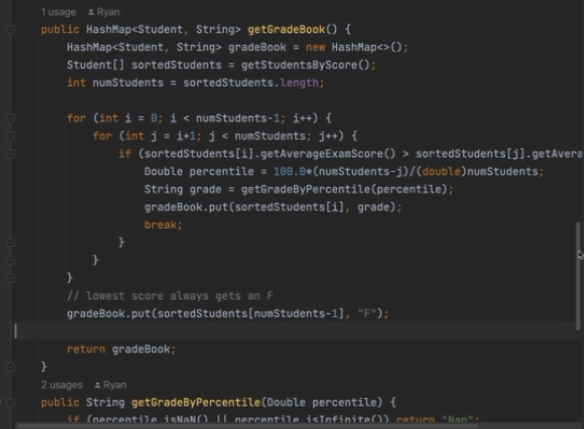 1 usage Ryan
public HashMap<Student, String> getGradeBook() {
HashMap<Student, String> gradeBook = new HashMap<>();
Student[] sortedStudents = getStudentsByScore();
int numStudents = sortedStudents.length;
for (int i = 0; i < numStudents-1; i++) {
for (int j = i+1; j < numStudents; j++) {
if (sortedStudents[i].getAverageExamScore() > sortedStudents[j].getAvera
Double percentile = 100.0*(numStudents-j)/(double)numStudents;
String grade = getGradeByPercentile(percentile);
gradeBook.put(sortedStudents[i], grade);
break;
}
}
}
// lowest score always gets an F
gradeBook.put(sortedStudents[numStudents-1], "F");
return gradeBook;
}
2 usages Ryan
public String getGradeByPercentile(Double percentile) {
if (percentile.isNaN() || percentile.isInfinite()) return "Nan";